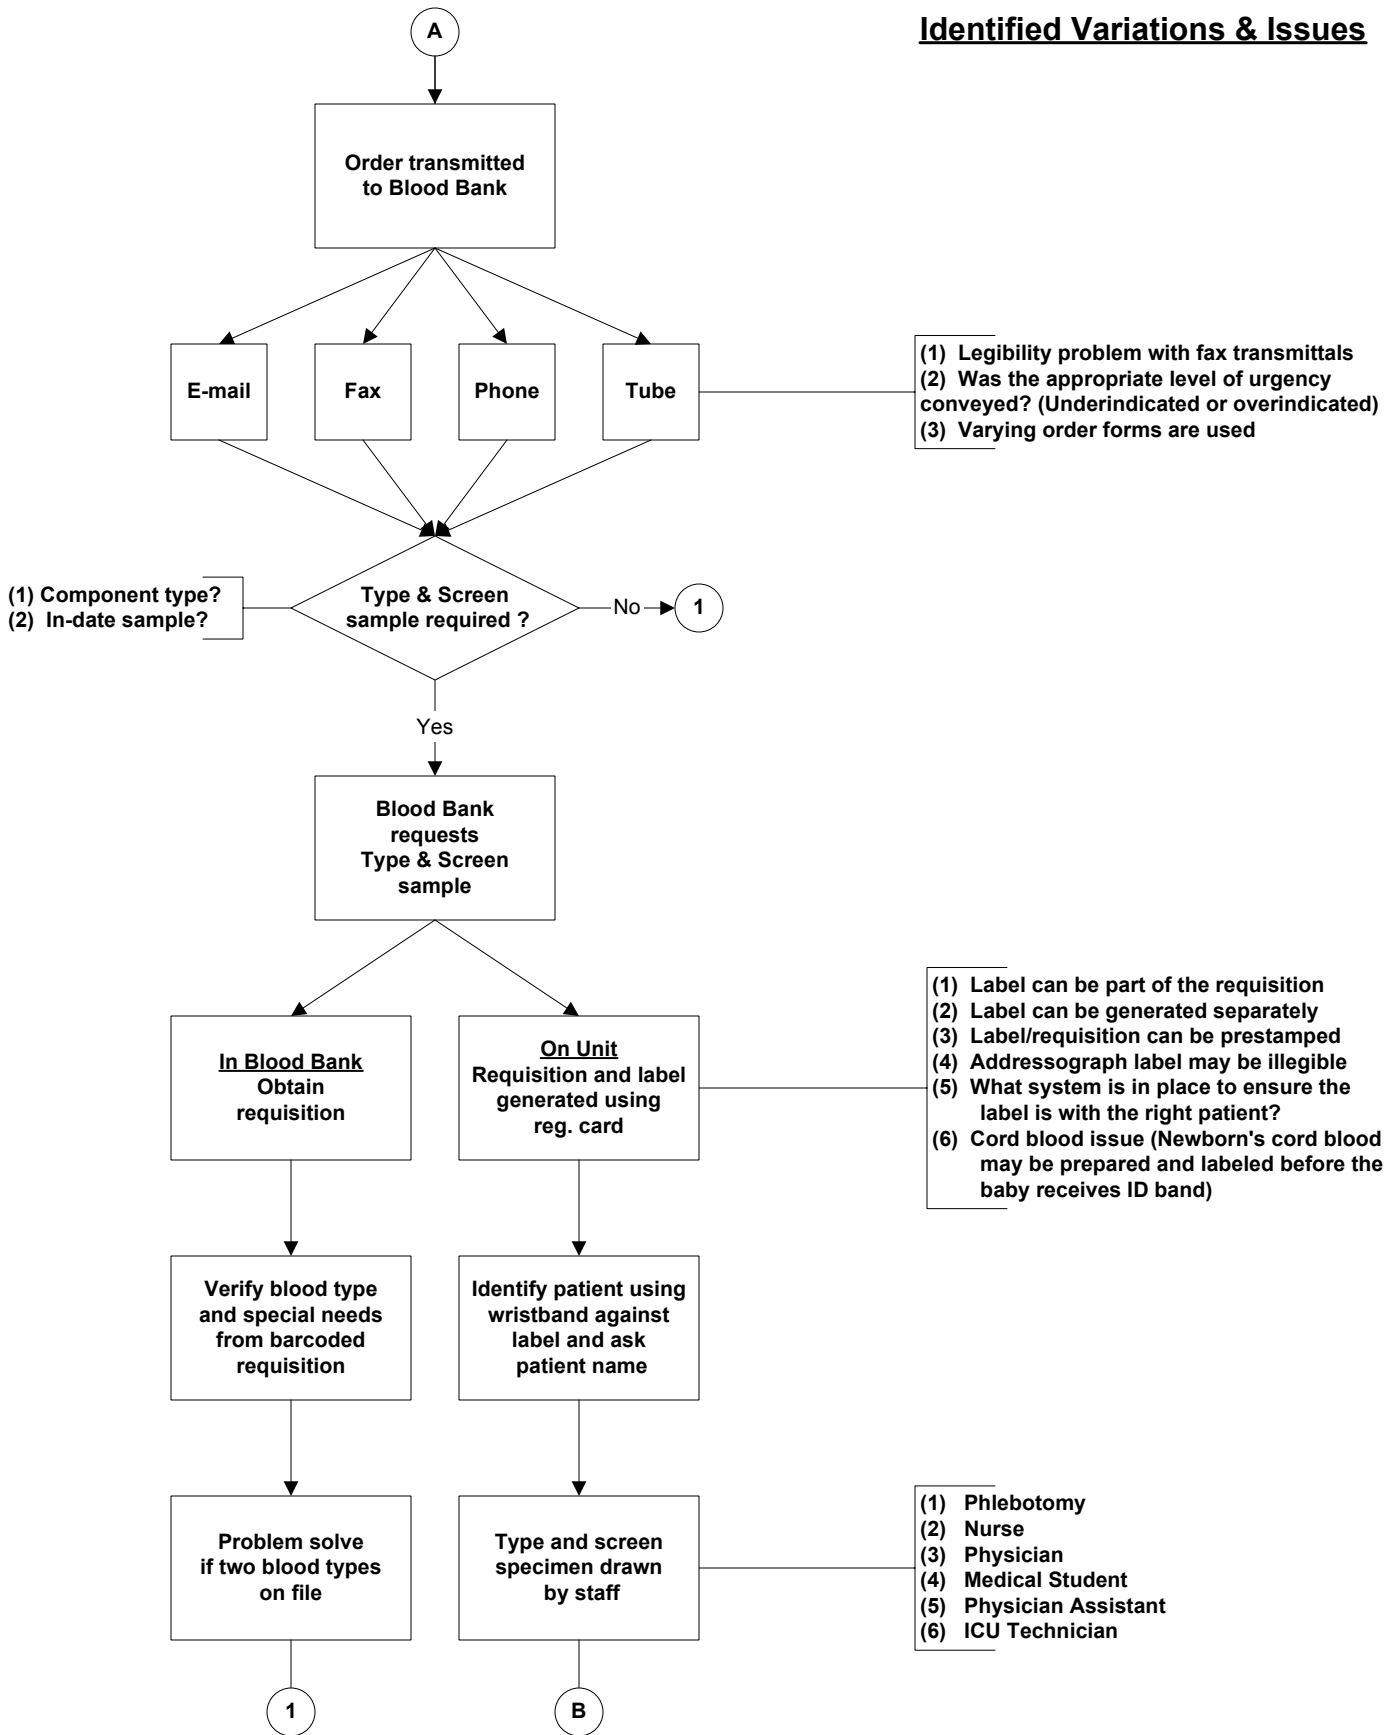 Identified Variations & Issues
A
Order transmitted
to Blood Bank
E-mail
Fax
Phone
Tube
(1)  Legibility problem with fax transmittals
(2)  Was the appropriate level of urgency
conveyed? (Underindicated or overindicated)
(3)  Varying order forms are used
(1) Component type?
(2)  In-date sample?
Type & Screen
sample required ?
No
1
Yes
Blood Bank
requests
Type & Screen
sample
In Blood Bank
Obtain
requisition
On Unit
Requisition and label
generated using
reg. card
(1)  Label can be part of the requisition
(2)  Label can be generated separately
(3)  Label/requisition can be prestamped
(4)  Addressograph label may be illegible
(5)  What system is in place to ensure the
label is with the right patient?
(6)  Cord blood issue (Newborn's cord blood
may be prepared and labeled before the
baby receives ID band)
Verify blood type
and special needs
from barcoded
requisition
Identify patient using
wristband against
label and ask
patient name
Problem solve
if two blood types
on file
Type and screen
specimen drawn
by staff
(1)   Phlebotomy
(2)   Nurse
(3)   Physician
(4)   Medical Student
(5)   Physician Assistant
(6)   ICU Technician
1
B